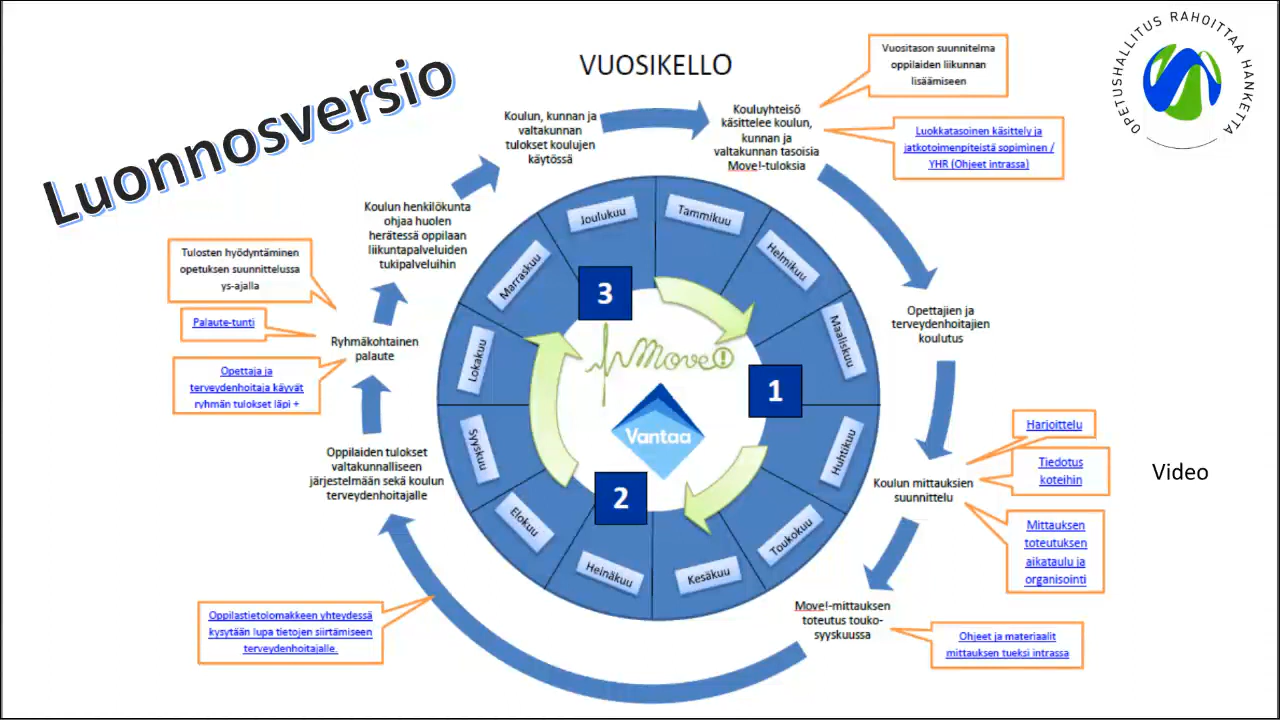 Luonnosversio
VUOSIKELLO
OPETUSHALLITUS RAHOITTAA HANKETTA
Vuositason suunnitelma
oppilaiden liikunnan
lisäämiseen
Luokkatasoinen käsittely ja
jatkotoimenpiteistä sopiminen /
YHR (Ohjeet intrassa)
Koulun, kunnan ja
valtakunnan
tulokset koulujen
käytössä
Kouluyhteisö
käsittelee koulun,
kunnan ja
valtakunnan tasoisia
Move!-tuloksia
Koulun henkilökunta
ohjaa huolen
herätessä oppilaan
liikuntapalveluiden
tukipalveluihin
Tulosten hyödyntäminen
opetuksen suunnittelussa
ys-ajalla
Palaute-tunti
Ryhmäkohtainen
palaute
Opettaja ja
terveydenhoitaja käyvät
ryhmän tulokset läpi +
Oppilaiden tulokset
valtakunnalliseen
järjestelmään sekä koulun
terveydenhoitajalle
Oppilastietolomakkeen yhteydessä
kysytään lupa tietojen siirtämiseen
terveydenhoitajalle.
Joulukuu
Tammikuu
Helmikuu
Maaliskuu
Huhtikuu
Toukokuu
Kesäkuu
Heinäkuu
Elokuu
Syyskuu
Lokakuu
Marraskuu
3
1
2
Move!
Vantaa
Opettajien ja
terveydenhoitajien
koulutus
Koulun mittauksien
suunnittelu
Harjoittelu
Tiedotus
koteihin
Mittauksen
toteutuksen
aikataulu ja
organisointi
Video
Move!-mittauksen
toteutus touko-
syyskuussa
Ohjeet ja materiaalit
mittauksen tueksi intrassa